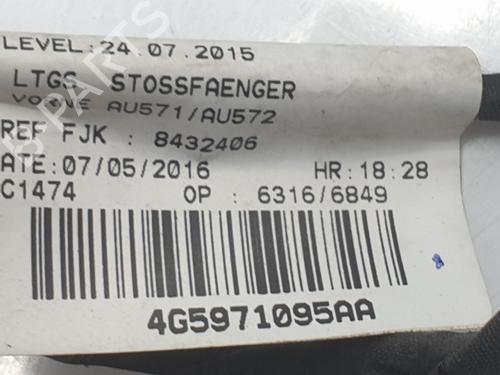 LEVEL:24.07.2015
LTGS. STOSSFAENGER
VORNE AU571/AU572
REF FJK : 8432406
ATE:07/05/2016 HR:18:28
C1474 OP : 6316/6849
4G5971095AA